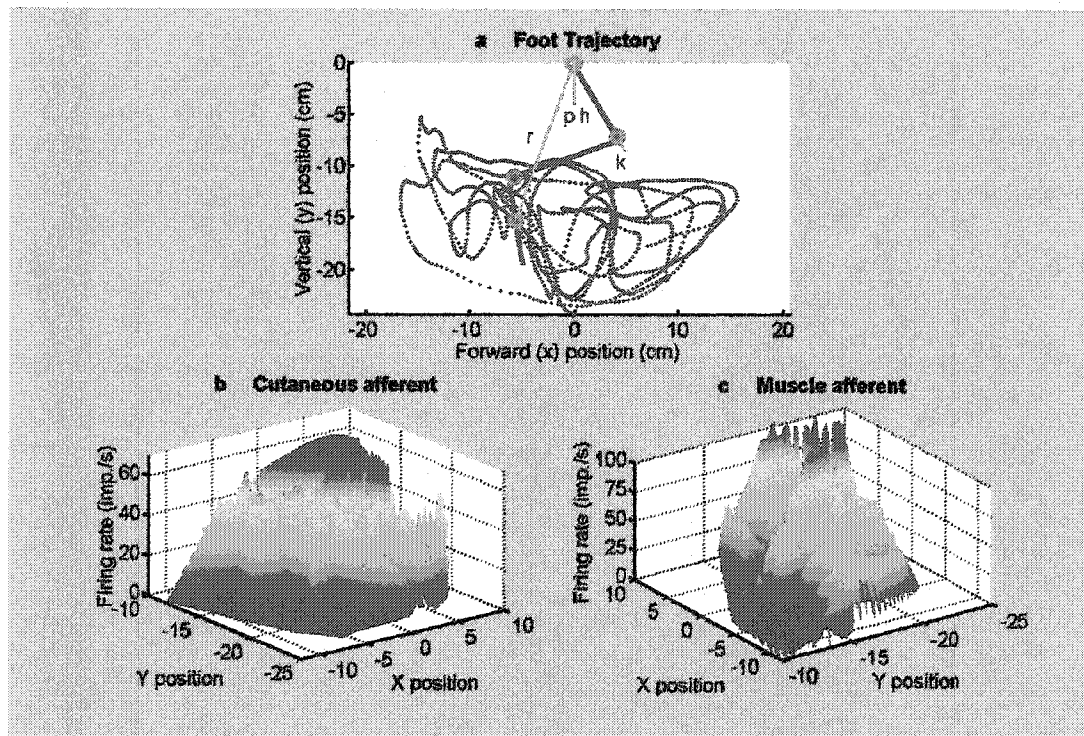 a Foot Trajectory
Vertical (y) position (cm)
0
-5
-10
-15
-20
r
p h
k
-20 -10 0 10 20
Forward (x) position (cm)
b Cutaneous afferent
Firing rate (imp./s)
60
40
20
0
-10 -15 -20 -25
Y position
-10 -5 0 5 10
X position
c Muscle afferent
Firing rate (imp./s)
100
75
50
25
0
10 5 0 -5 -10
X position
-10 -15 -20 -25
Y position